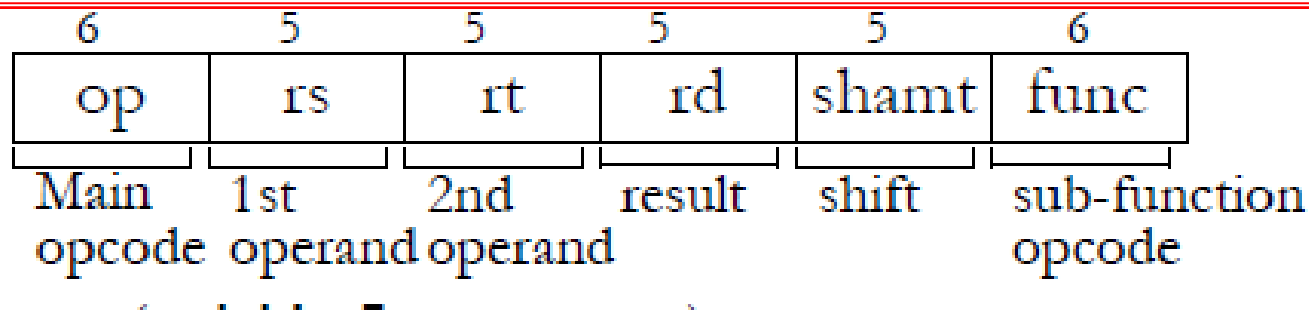 6 5 5 5 5 6
op rs rt rd shamt func
Main 1st 2nd result shift sub-function
opcode operand operand opcode